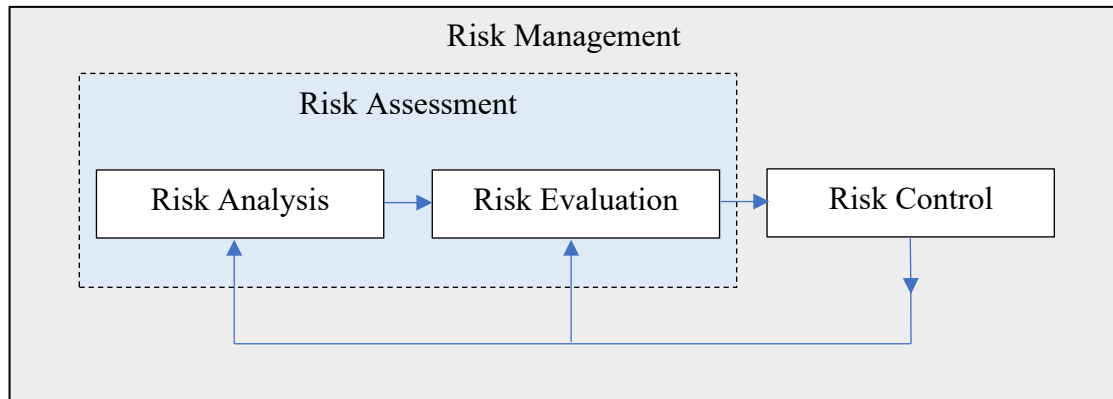 Risk Management
Risk Assessment
Risk Analysis
Risk Evaluation
Risk Control